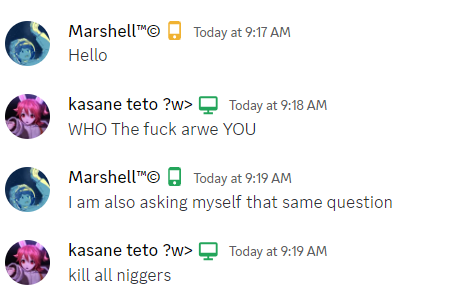 Marshell™© Today at 9:17 AM
Hello
kasane teto ?w> Today at 9:18 AM
WHO The fuck arwe YOU
Marshell™© Today at 9:19 AM
I am also asking myself that same question
kasane teto ?w> Today at 9:19 AM
kill all niggers